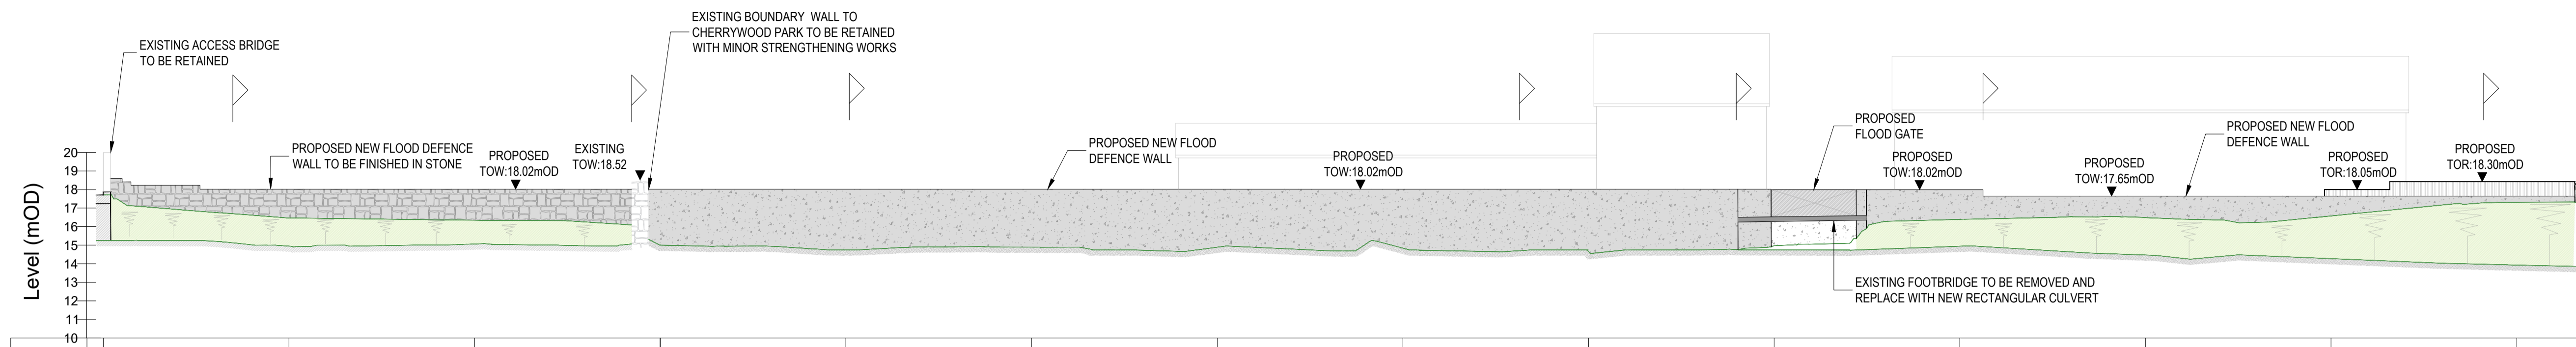 EXISTING BOUNDARY WALL TO
CHERRYWOOD PARK TO BE RETAINED
WITH MINOR STRENGTHENING WORKS
EXISTING ACCESS BRIDGE
TO BE RETAINED
PROPOSED NEW FLOOD DEFENCE
WALL TO BE FINISHED IN STONE
PROPOSED
TOW:18.02mOD
EXISTING
TOW:18.52
PROPOSED NEW FLOOD
DEFENCE WALL
PROPOSED
TOW:18.02mOD
PROPOSED
FLOOD GATE
PROPOSED
TOW:18.02mOD
PROPOSED
TOW:17.65mOD
PROPOSED NEW FLOOD
DEFENCE WALL
PROPOSED
TOR:18.05mOD
PROPOSED
TOR:18.30mOD
EXISTING FOOTBRIDGE TO BE REMOVED AND
REPLACE WITH NEW RECTANGULAR CULVERT
Level (mOD)
20
19
18
17
16
15
14
13
12
11
10